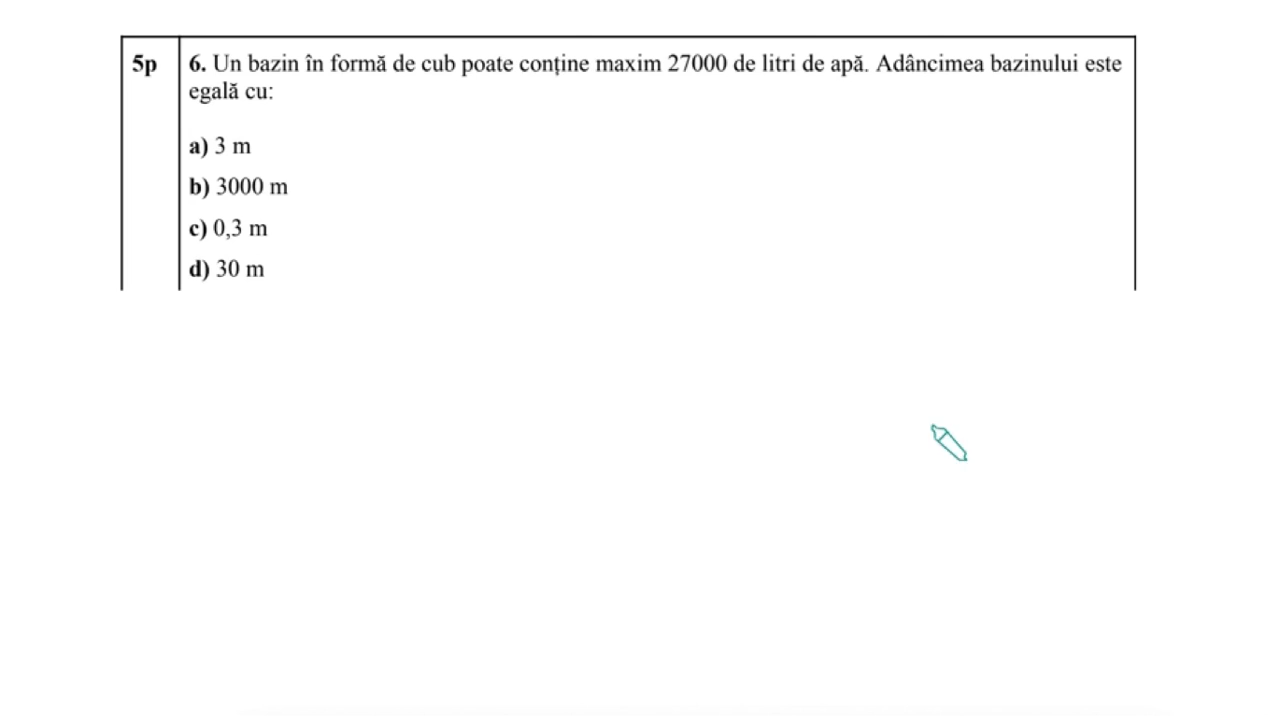 5p
6. Un bazin în formă de cub poate conține maxim 27000 de litri de apă. Adâncimea bazinului este
egală cu:
a) 3 m
b) 3000 m
c) 0,3 m
d) 30 m